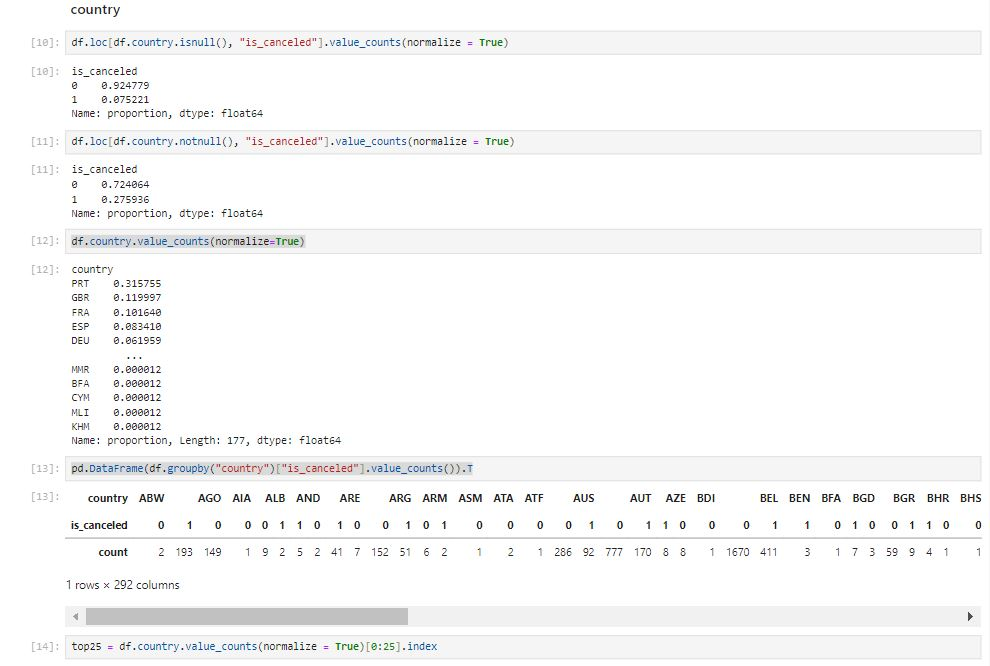 country
[10]: df.loc[df.country.isnull(), "is_canceled"].value_counts(normalize = True)
[10]: is_canceled
0    0.924779
1    0.075221
Name: proportion, dtype: float64
[11]: df.loc[df.country.notnull(), "is_canceled"].value_counts(normalize = True)
[11]: is_canceled
0    0.724064
1    0.275936
Name: proportion, dtype: float64
[12]: df.country.value_counts(normalize=True)
[12]: country
PRT    0.315755
GBR    0.119997
FRA    0.101640
ESP    0.083410
DEU    0.061959
...
MMR    0.000012
BFA    0.000012
CYM    0.000012
MLI    0.000012
KHM    0.000012
Name: proportion, Length: 177, dtype: float64
[13]: pd.DataFrame(df.groupby("country")["is_canceled"].value_counts()).T
[13]: country ABW AGO AIA ALB AND ARE ARG ARM ASM ATA ATF AUS AUT AZE BDI BEL BEN BFA BGD BGR BHR BHS
is_canceled 0 1 0 0 0 1 1 0 1 0 0 1 0 1 0 0 0 0 1 0 1 1 0 0 0 1 1 0 1 0 0 1 1 0 0
count 2 193 149 1 9 2 5 2 41 7 152 51 6 2 1 2 1 286 92 777 170 8 8 1 1670 411 3 1 7 3 59 9 4 1 1
1 rows × 292 columns
[14]: top25 = df.country.value_counts(normalize = True)[0:25].index